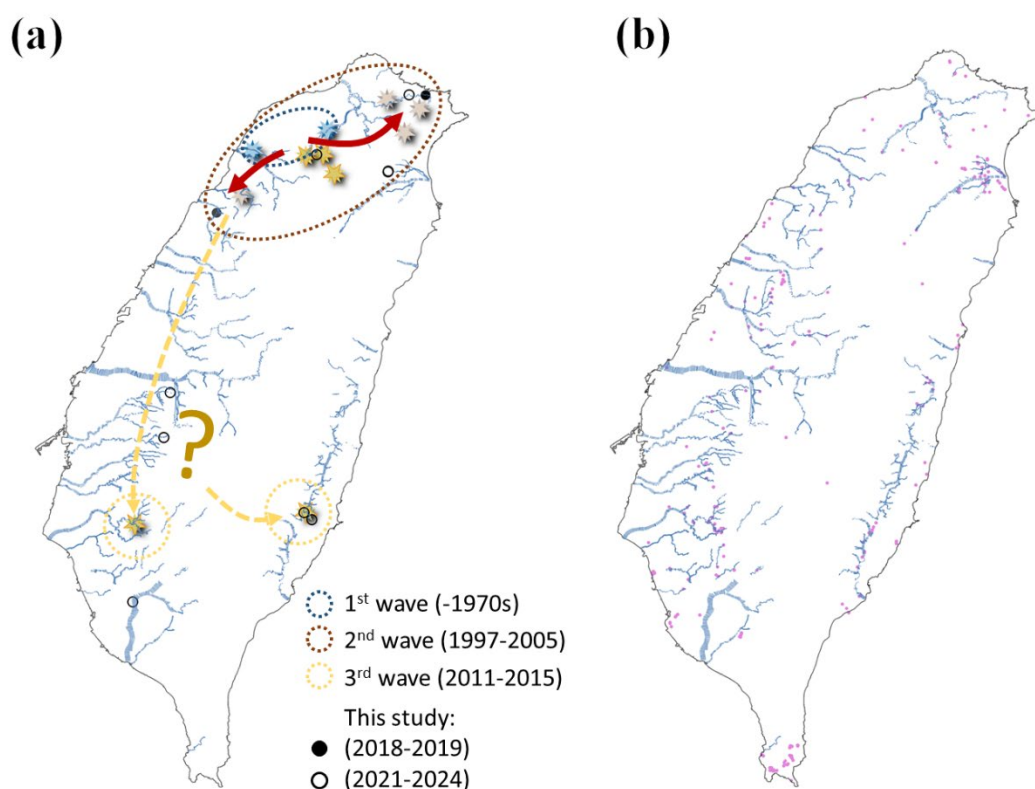 (a)
(b)
?
1st wave (-1970s)
2nd wave (1997-2005)
3rd wave (2011-2015)
This study:
(2018-2019)
(2021-2024)